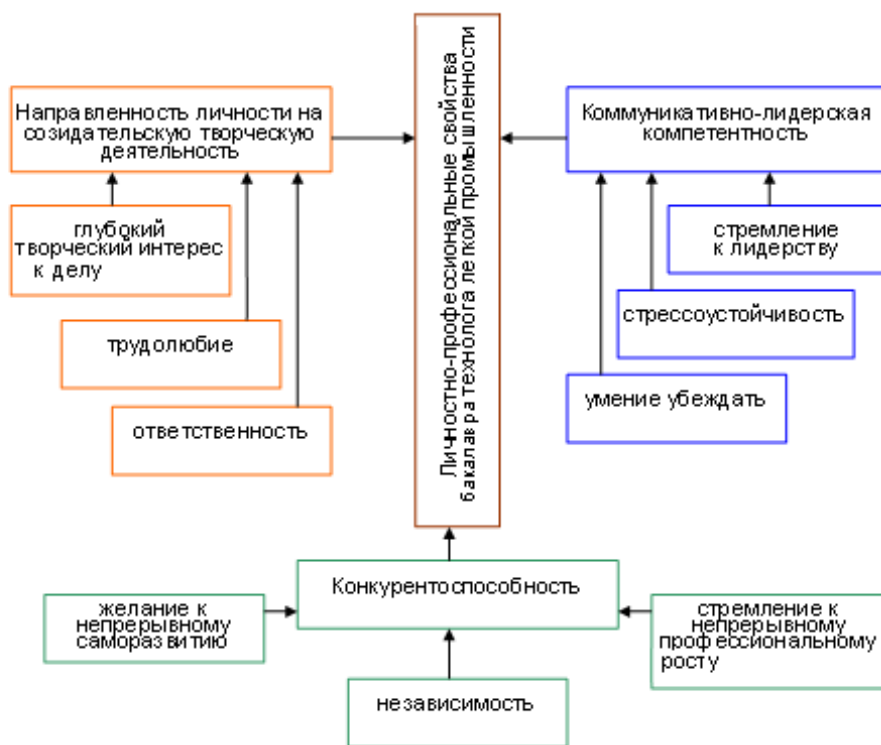 Направленность личности на
созидательскую творческую
деятельность
глубокий
творческий интерес
к делу
трудолюбие
ответственность
Личностно-профессиональные свойства
бакалавра технолога легкой промышленности
Коммуникативно-лидерская
компетентность
стремление
к лидерству
стрессоустойчивость
умение убеждать
Конкурентоспособность
желание к
непрерывному
саморазвитию
независимость
стремление к
непрерывному
профессиональному
росту